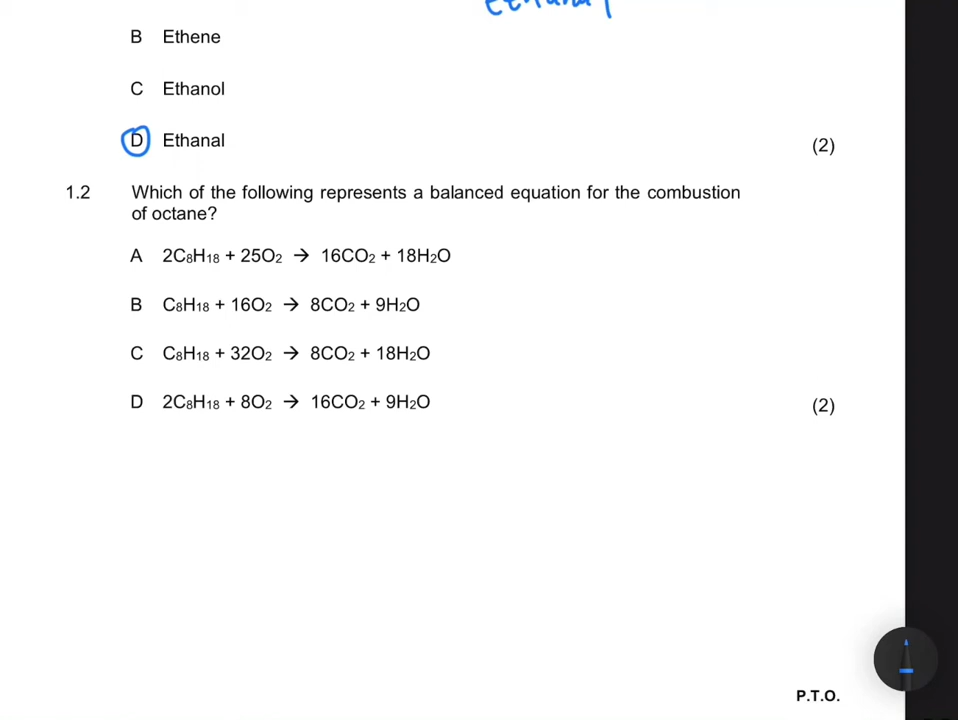 B Ethene
C Ethanol
D Ethanal
(2)
1.2 Which of the following represents a balanced equation for the combustion
of octane?
A 2C₈H₁₈ + 25O₂ → 16CO₂ + 18H₂O
B C₈H₁₈ + 16O₂ → 8CO₂ + 9H₂O
C C₈H₁₈ + 32O₂ → 8CO₂ + 18H₂O
D 2C₈H₁₈ + 8O₂ → 16CO₂ + 9H₂O
(2)
P.T.O.